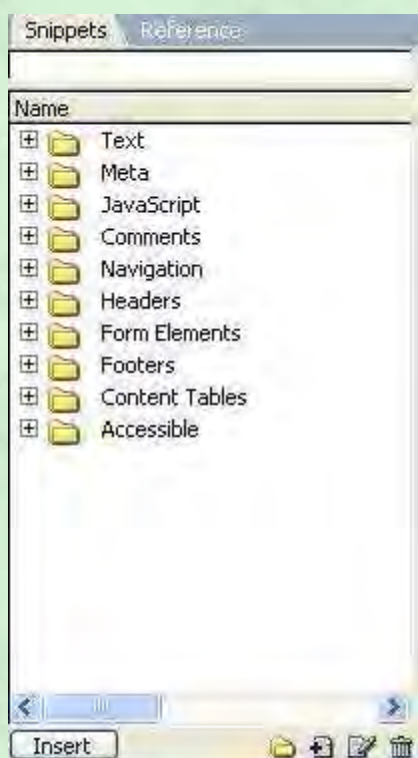 Snippets Reference
Name
Text
Meta
JavaScript
Comments
Navigation
Headers
Form Elements
Footers
Content Tables
Accessible
Insert